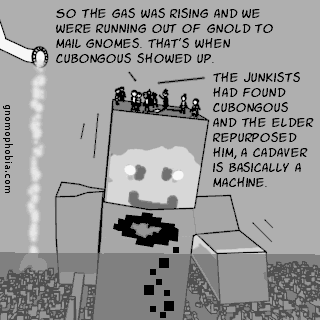 SO THE GAS WAS RISING AND WE
WERE RUNNING OUT OF GNOLD TO
MAIL GNOMES. THAT'S WHEN
CUBONGOUS SHOWED UP.
THE JUNKISTS
HAD FOUND
CUBONGOUS
AND THE ELDER
REPURPOSED
HIM, A CADAVER
IS BASICALLY A
MACHINE.
gnomophobia.com